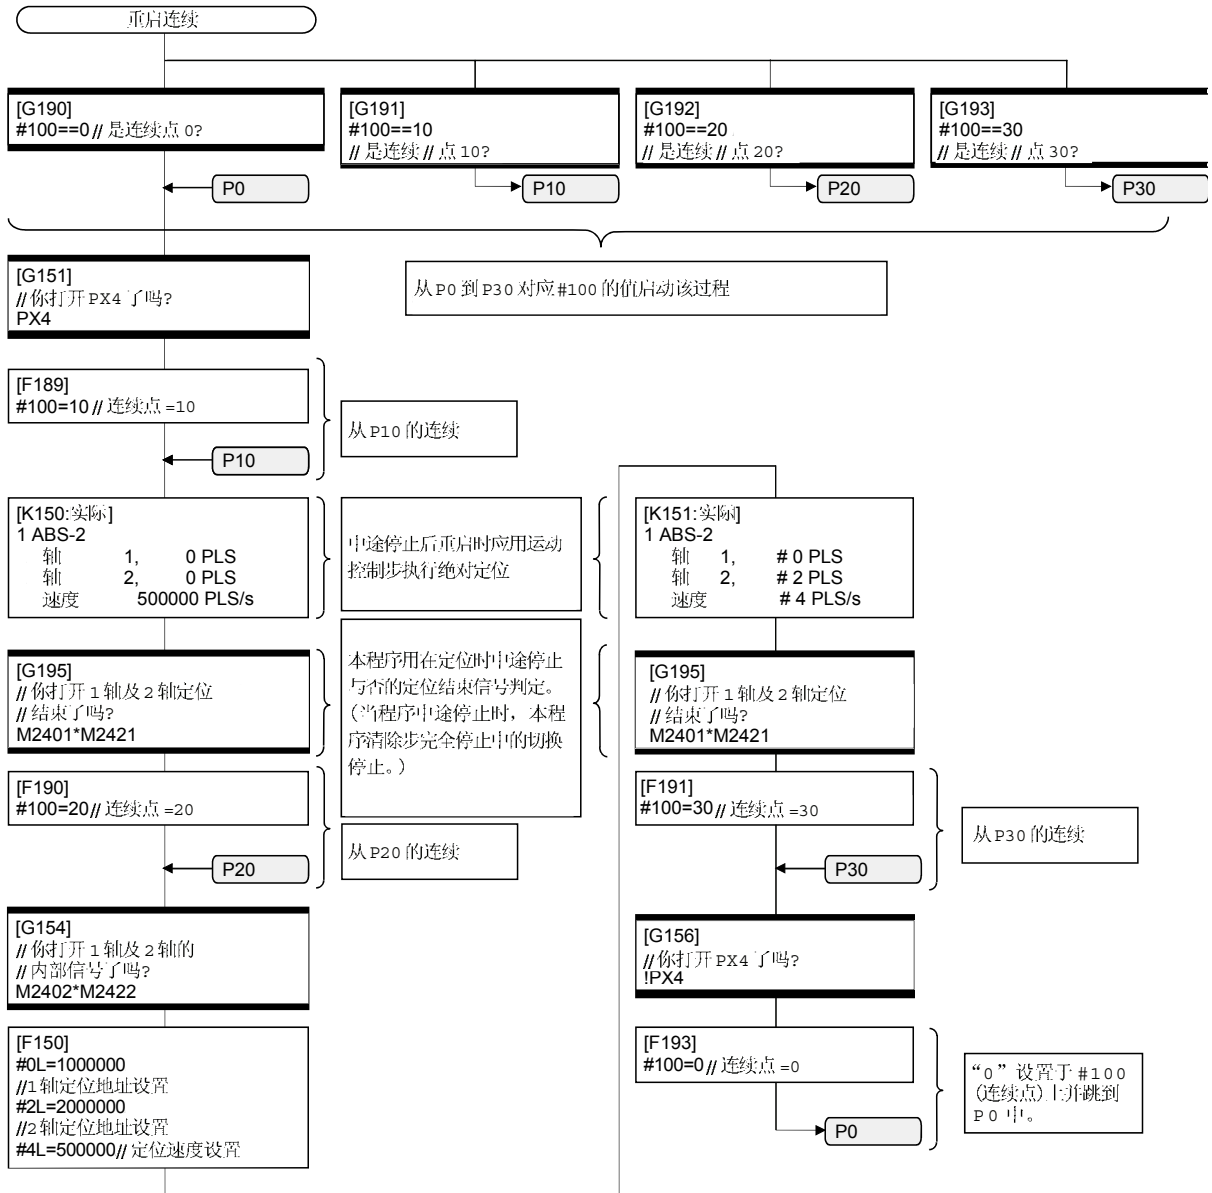 重启连续
[G190]
#100==0// 是连续点 0?
[G191]
#100==10
// 是连续 // 点 10?
[G192]
#100==20
// 是连续 // 点 20?
[G193]
#100==30
// 是连续 // 点 30?
P0
P10
P20
P30
[G151]
// 你打开 PX4 了吗?
PX4
从 P0 到 P30 对应 #100 的值启动该过程
[F189]
#100=10 // 连续点 =10
从 P10 的连续
P10
[K150:实际]
1 ABS-2
轴 1, 0 PLS
轴 2, 0 PLS
速度 500000 PLS/s
中途停止后重启时应用运动
控制步执行绝对定位
[K151:实际]
1 ABS-2
轴 1, # 0 PLS
轴 2, # 2 PLS
速度 # 4 PLS/s
[G195]
// 你打开 1 轴及 2 轴定位
// 结束了吗?
M2401*M2421
本程序用在定位时中途停止
与否的定位结束信号判定。
(当程序中途停止时，本程
序清除步完全停止中的切换
停止。)
[G195]
// 你打开 1 轴及 2 轴定位
// 结束了吗?
M2401*M2421
[F190]
#100=20// 连续点 =20
从 P20 的连续
P20
[F191]
#100=30// 连续点 =30
从 P30 的连续
P30
[G154]
// 你打开 1 轴及 2 轴的
// 内部信号了吗?
M2402*M2422
[G156]
// 你打开 PX4 了吗?
!PX4
[F150]
#0L=1000000
//1 轴定位地址设置
#2L=2000000
//2 轴定位地址设置
#4L=500000// 定位速度设置
[F193]
#100=0// 连续点 =0
“0” 设置于 #100
(连续点)上并跳到
P0 中。
P0